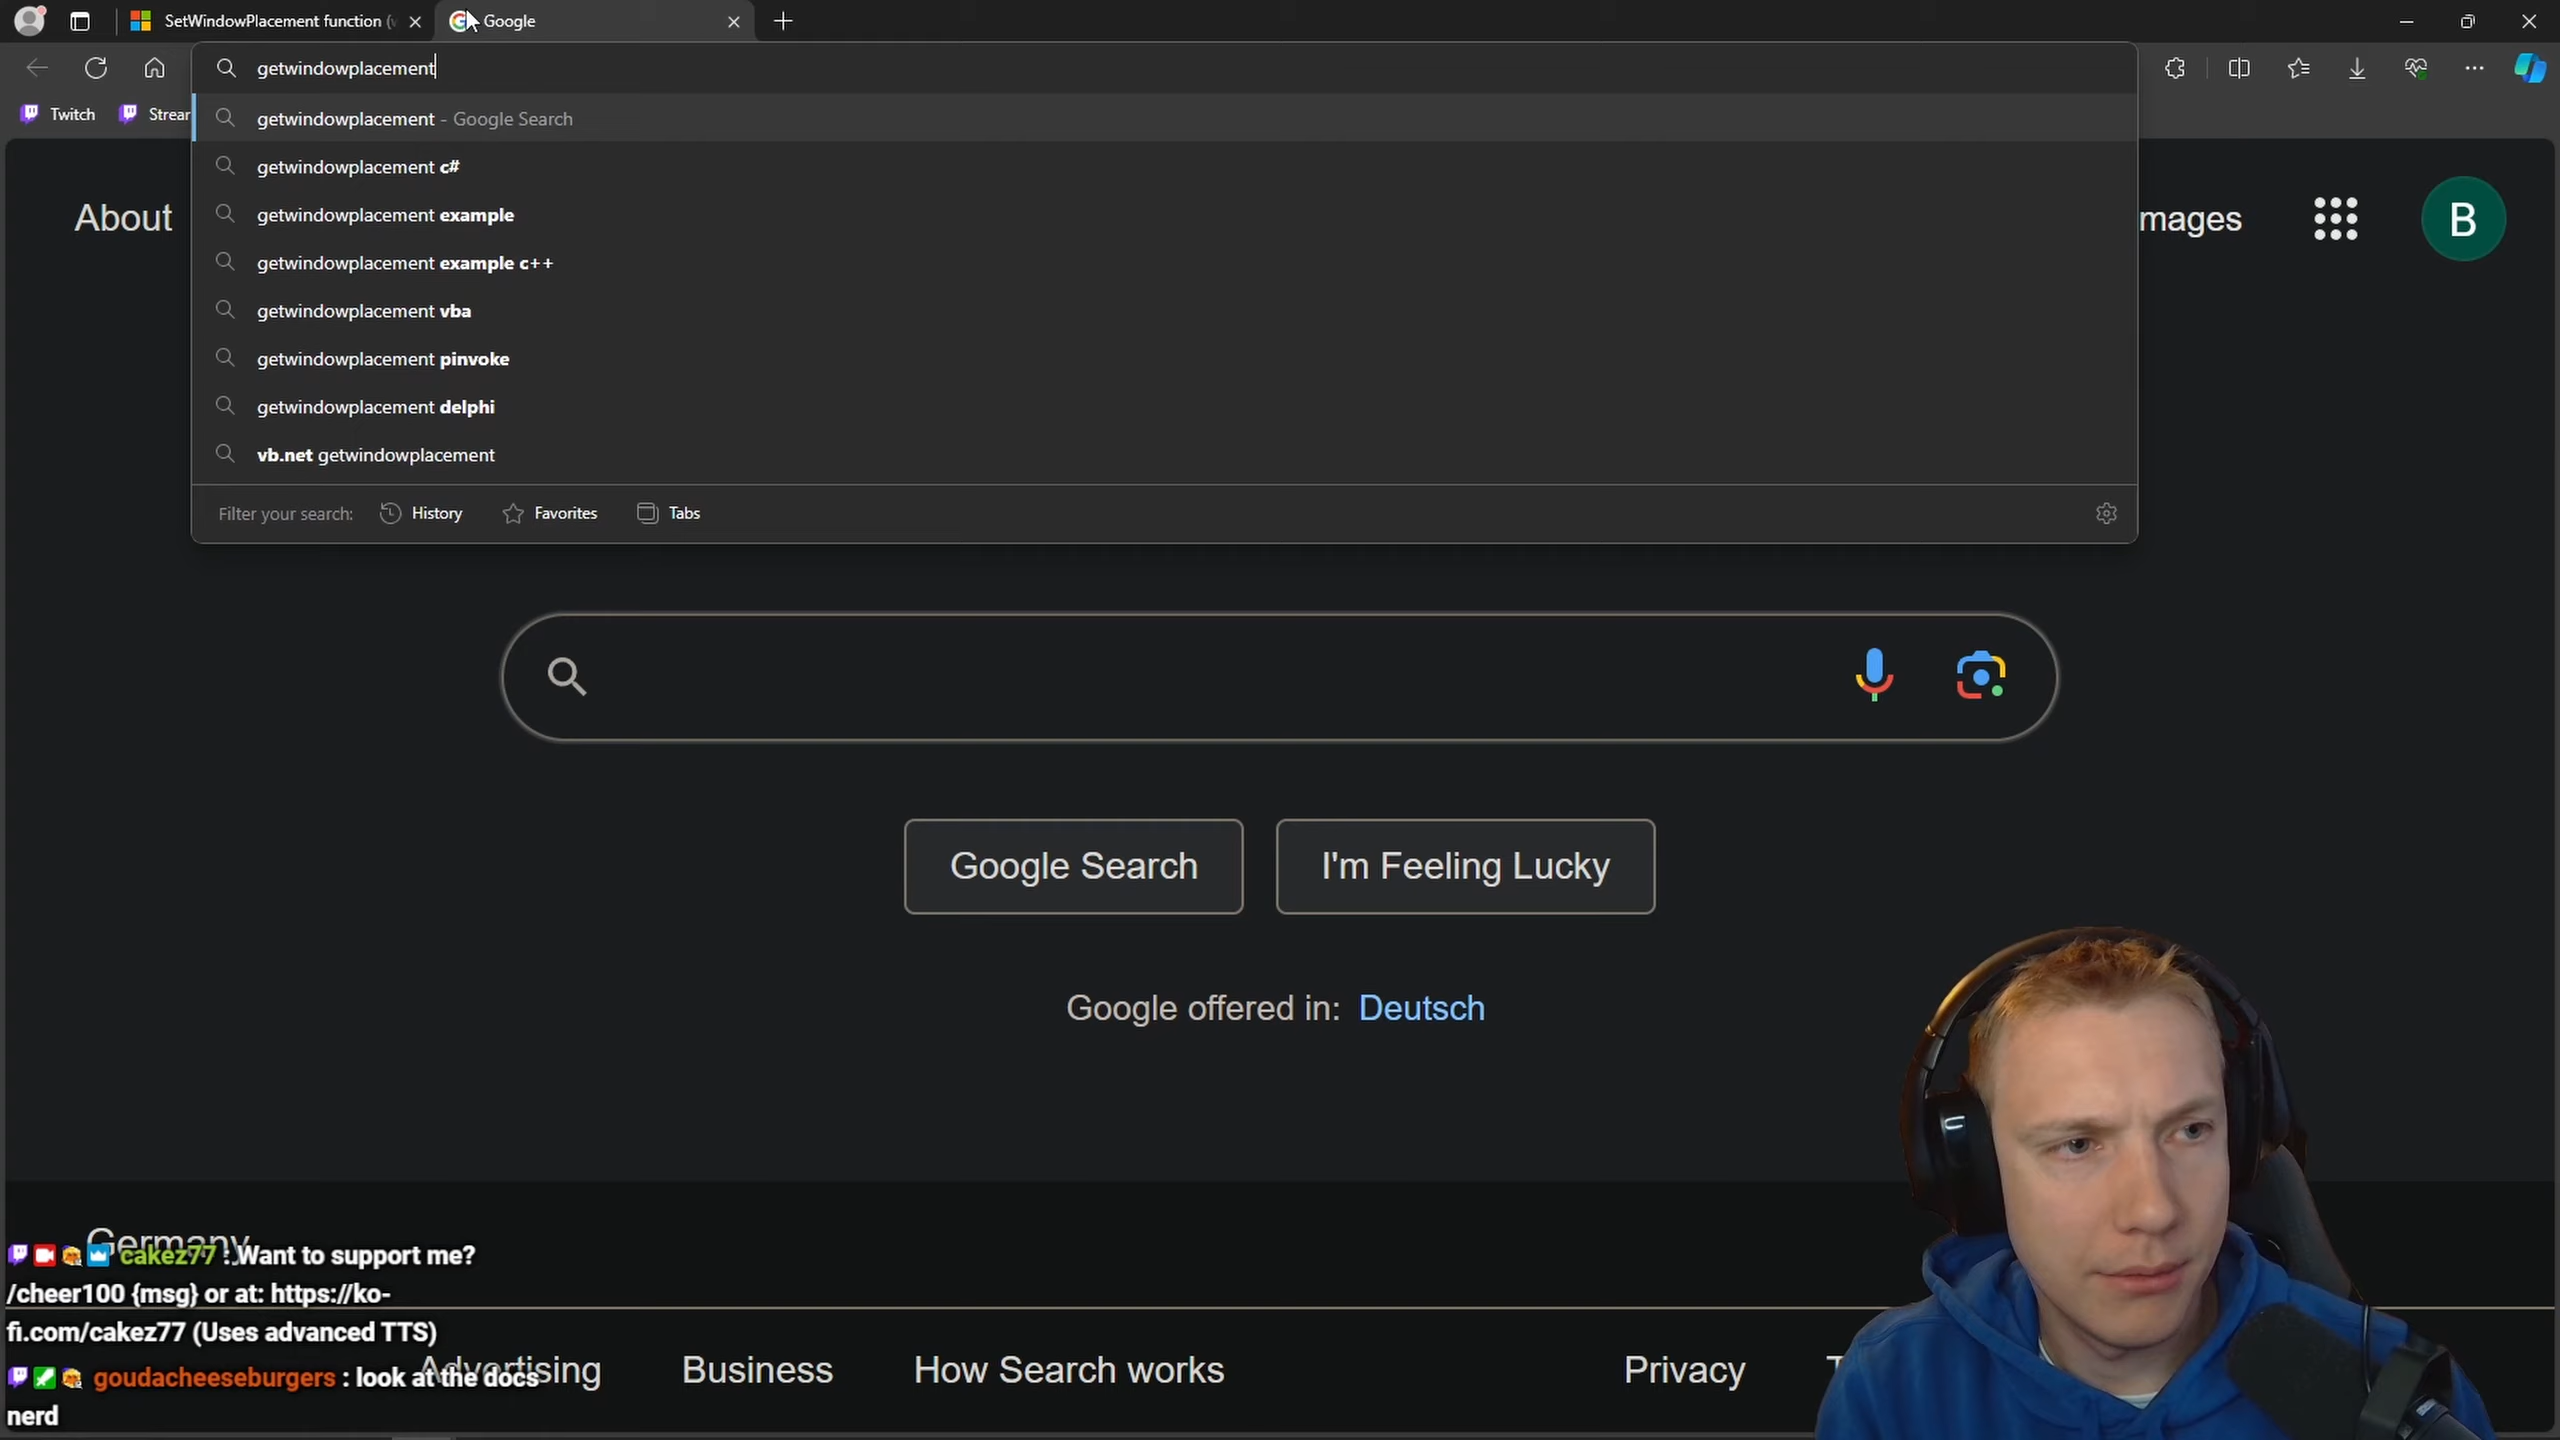 SetWindowPlacement function (
Google
getwindowplacement
Twitch
Strear
getwindowplacement - Google Search
getwindowplacement c#
getwindowplacement example
getwindowplacement example c++
getwindowplacement vba
getwindowplacement pinvoke
getwindowplacement delphi
vb.net getwindowplacement
Filter your search:
History
Favorites
Tabs
About
mages
B
Google Search
I'm Feeling Lucky
Google offered in: Deutsch
Germany
cakez77 : Want to support me?
/cheer100 {msg} or at: https://ko-
fi.com/cakez77 (Uses advanced TTS)
goudacheeseburgers : look at the docs
nerd
Advertising
Business
How Search works
Privacy